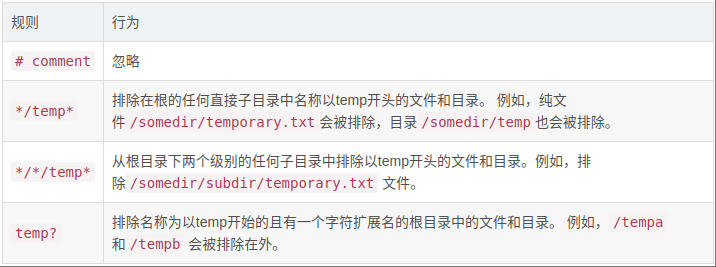 规则 行为
# comment 忽略
*/temp* 排除在根的任何直接子目录中名称以temp开头的文件和目录。 例如，纯文
件 /somedir/temporary.txt 会被排除，目录 /somedir/temp 也会被排除。
*/*/temp* 从根目录下两个级别的任何子目录中排除以temp开头的文件和目录。例如，排
除 /somedir/subdir/temporary.txt 文件。
temp? 排除名称为以temp开始的且有一个字符扩展名的根目录中的文件和目录。 例如， /tempa
和 /tempb 会被排除在外。